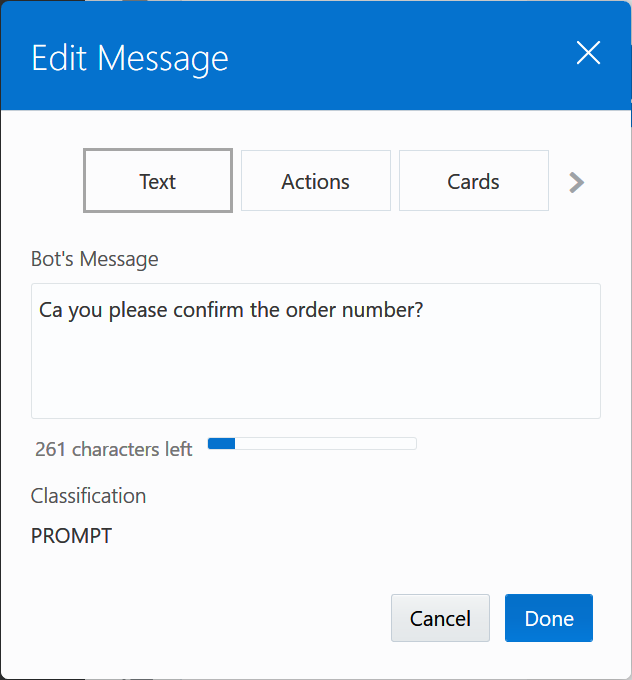 Edit Message
Text Actions Cards
Bot's Message
Ca you please confirm the order number?
261 characters left
Classification
PROMPT
Cancel Done